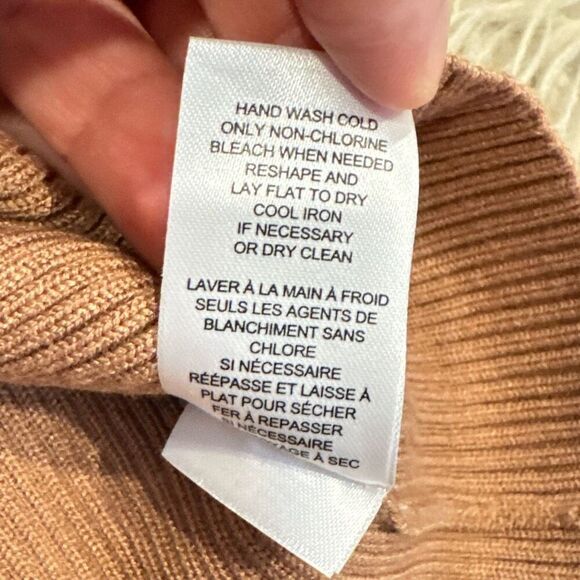 HAND WASH COLD
ONLY NON-CHLORINE
BLEACH WHEN NEEDED
RESHAPE AND
LAY FLAT TO DRY
COOL IRON
IF NECESSARY
OR DRY CLEAN
LAVER À LA MAIN À FROID
SEULS LES AGENTS DE
BLANCHIMENT SANS
CHLORE
SI NÉCESSAIRE
RÉÉPASSE ET LAISSE À
PLAT POUR SÉCHER
FER À REPASSER
SI NÉCESSAIRE
À SEC